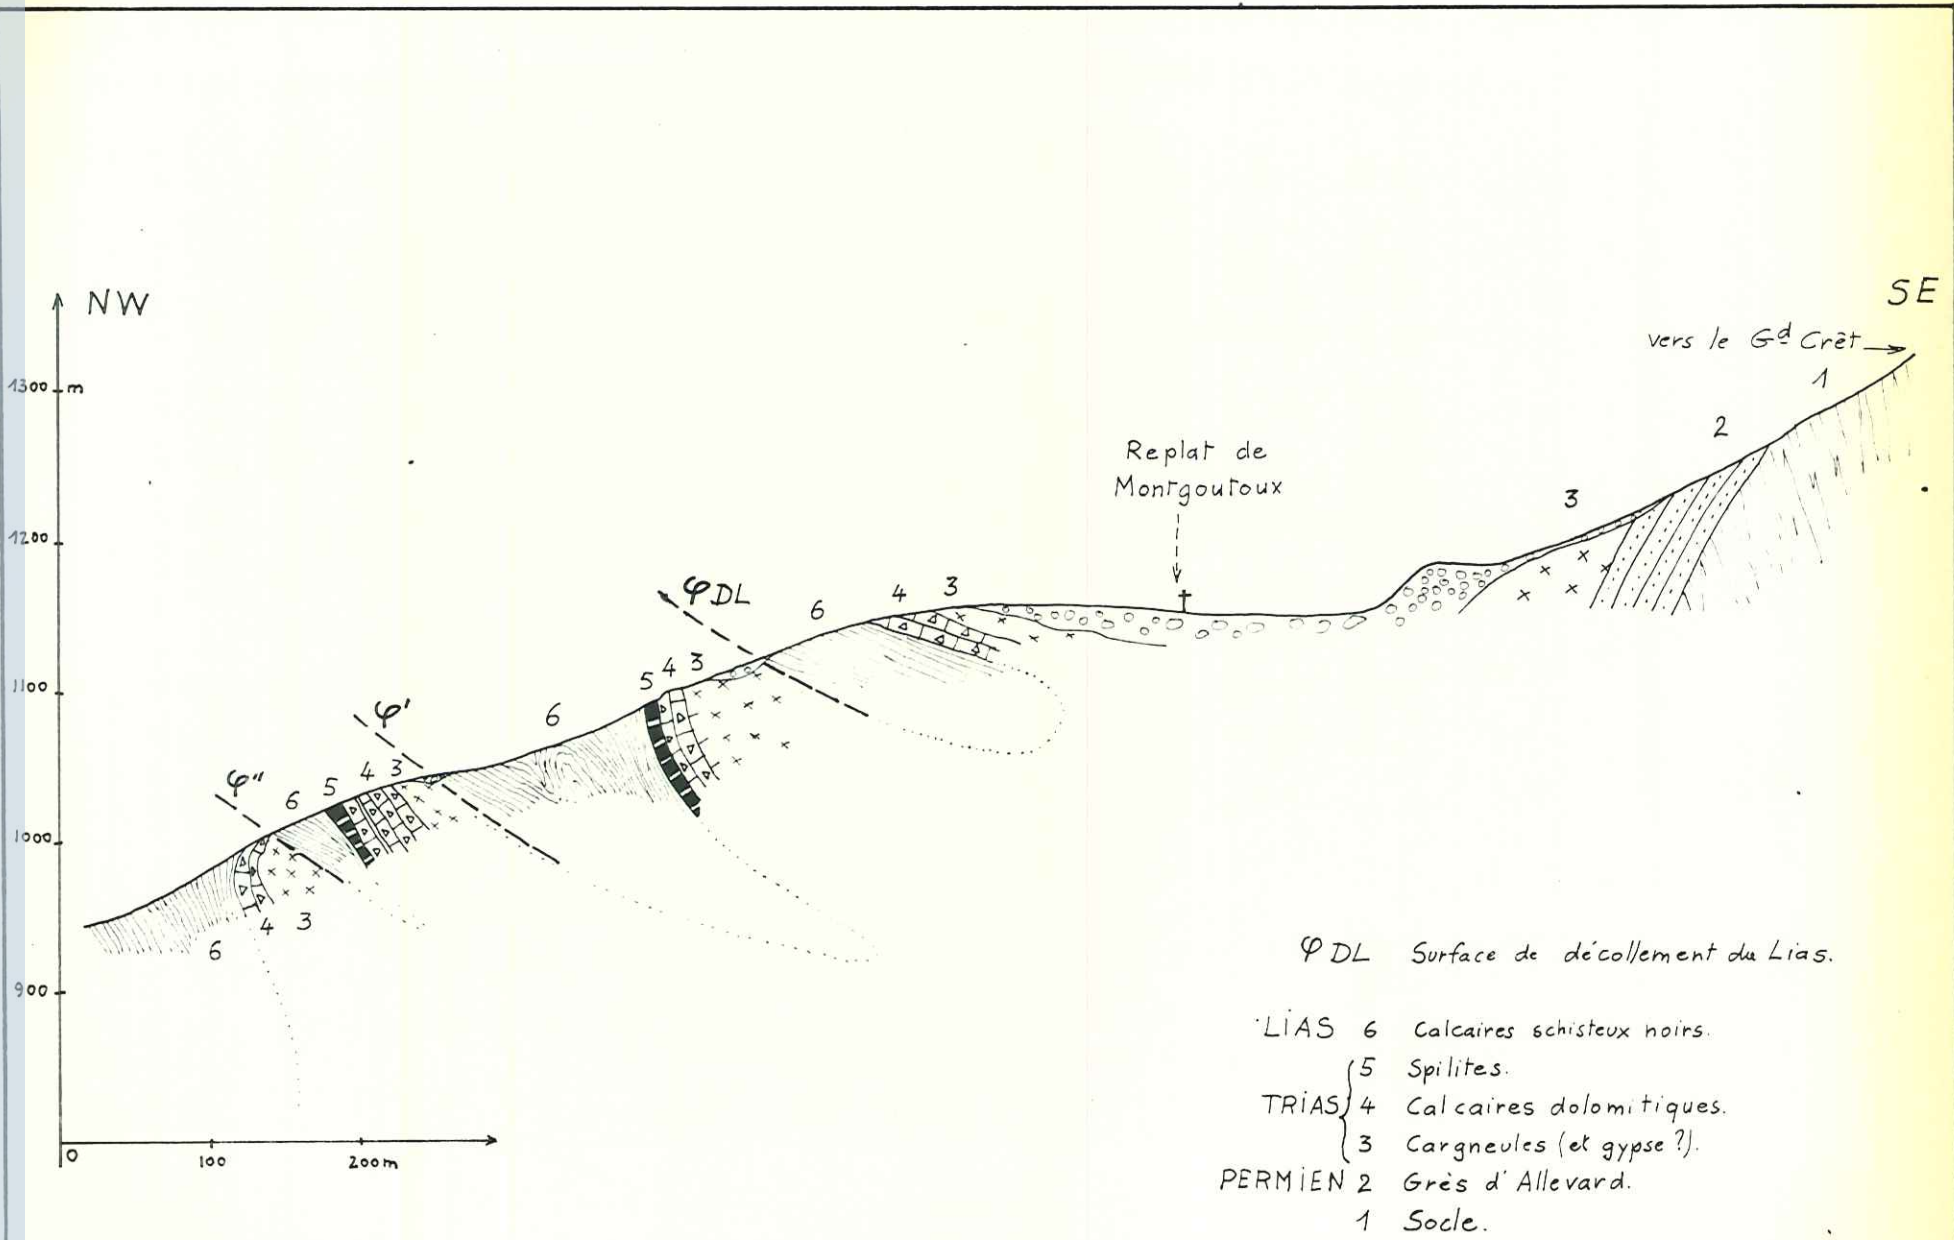 NW
SE
vers le Gd Crêt
1
1300 m
2
Replat de
Montgoutoux
3
1200
φDL
6
4
3
5
4
3
1100
φ'
6
φ"
6
5
4
3
1000
4
3
6
900
0
100
200m
φ DL Surface de décollement du Lias.
LIAS 6 Calcaires schisteux noirs.
5 Spilites.
TRIAS 4 Calcaires dolomitiques.
3 Cargneules (et gypse ?).
PERMIEN 2 Grès d'Allevard.
1 Socle.